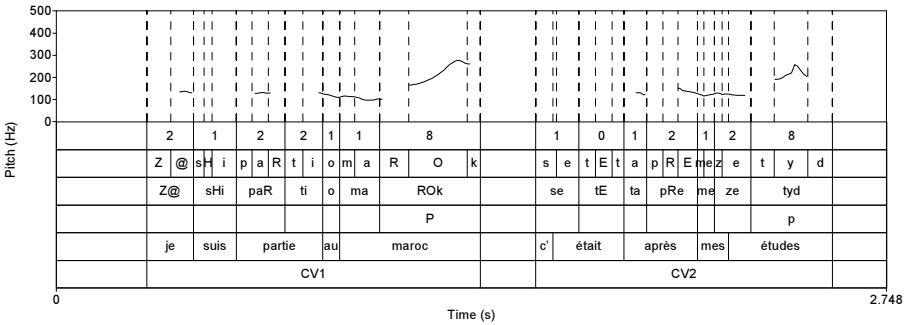 500
400
300
200
100
0
Pitch (Hz)
2 1 2 2 1 1 8 1 0 1 2 1 2 8
Z @ s H i p a R t i o m a R O k s e t E t a p R E m e z e t y d
Z@ sHi paR ti o ma ROk se tE ta pRe me ze tyd
P p
je suis partie au maroc c' était après mes études
CV1 CV2
0 2.748
Time (s)